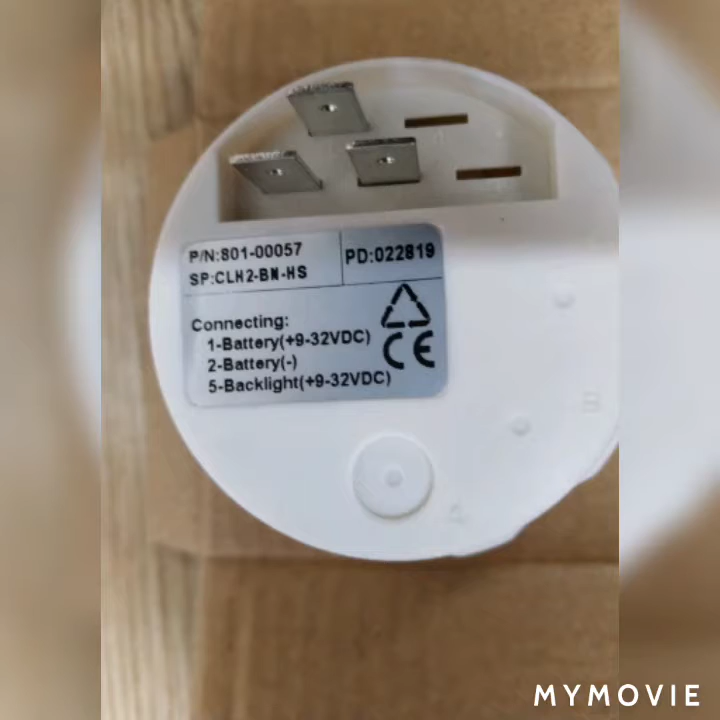 P/N:801-00057
SP:CLH2-BN-HS
PD:022819
Connecting:
1-Battery(+9-32VDC)
2-Battery(-)
5-Backlight(+9-32VDC)
CE
MYMOVIE